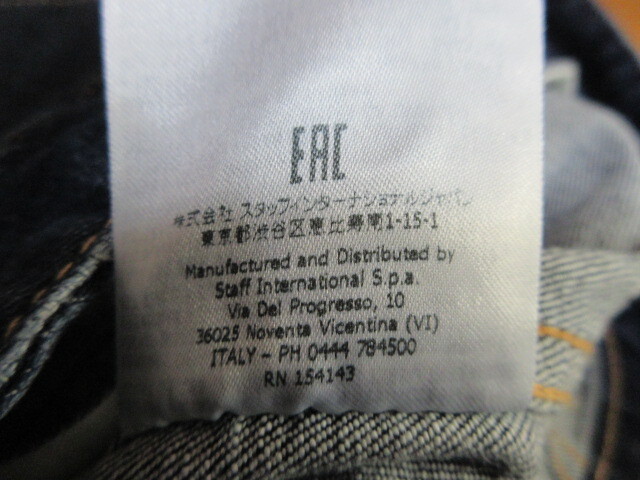 EAC
株式会社 スタッフインターナショナルジャパン
東京都渋谷区恵比寿南1-15-1
Manufactured and Distributed by
Staff International S.p.a.
Via Del Progresso, 10
36025 Noventa Vicentina (VI)
ITALY - PH 0444 784500
RN 154143